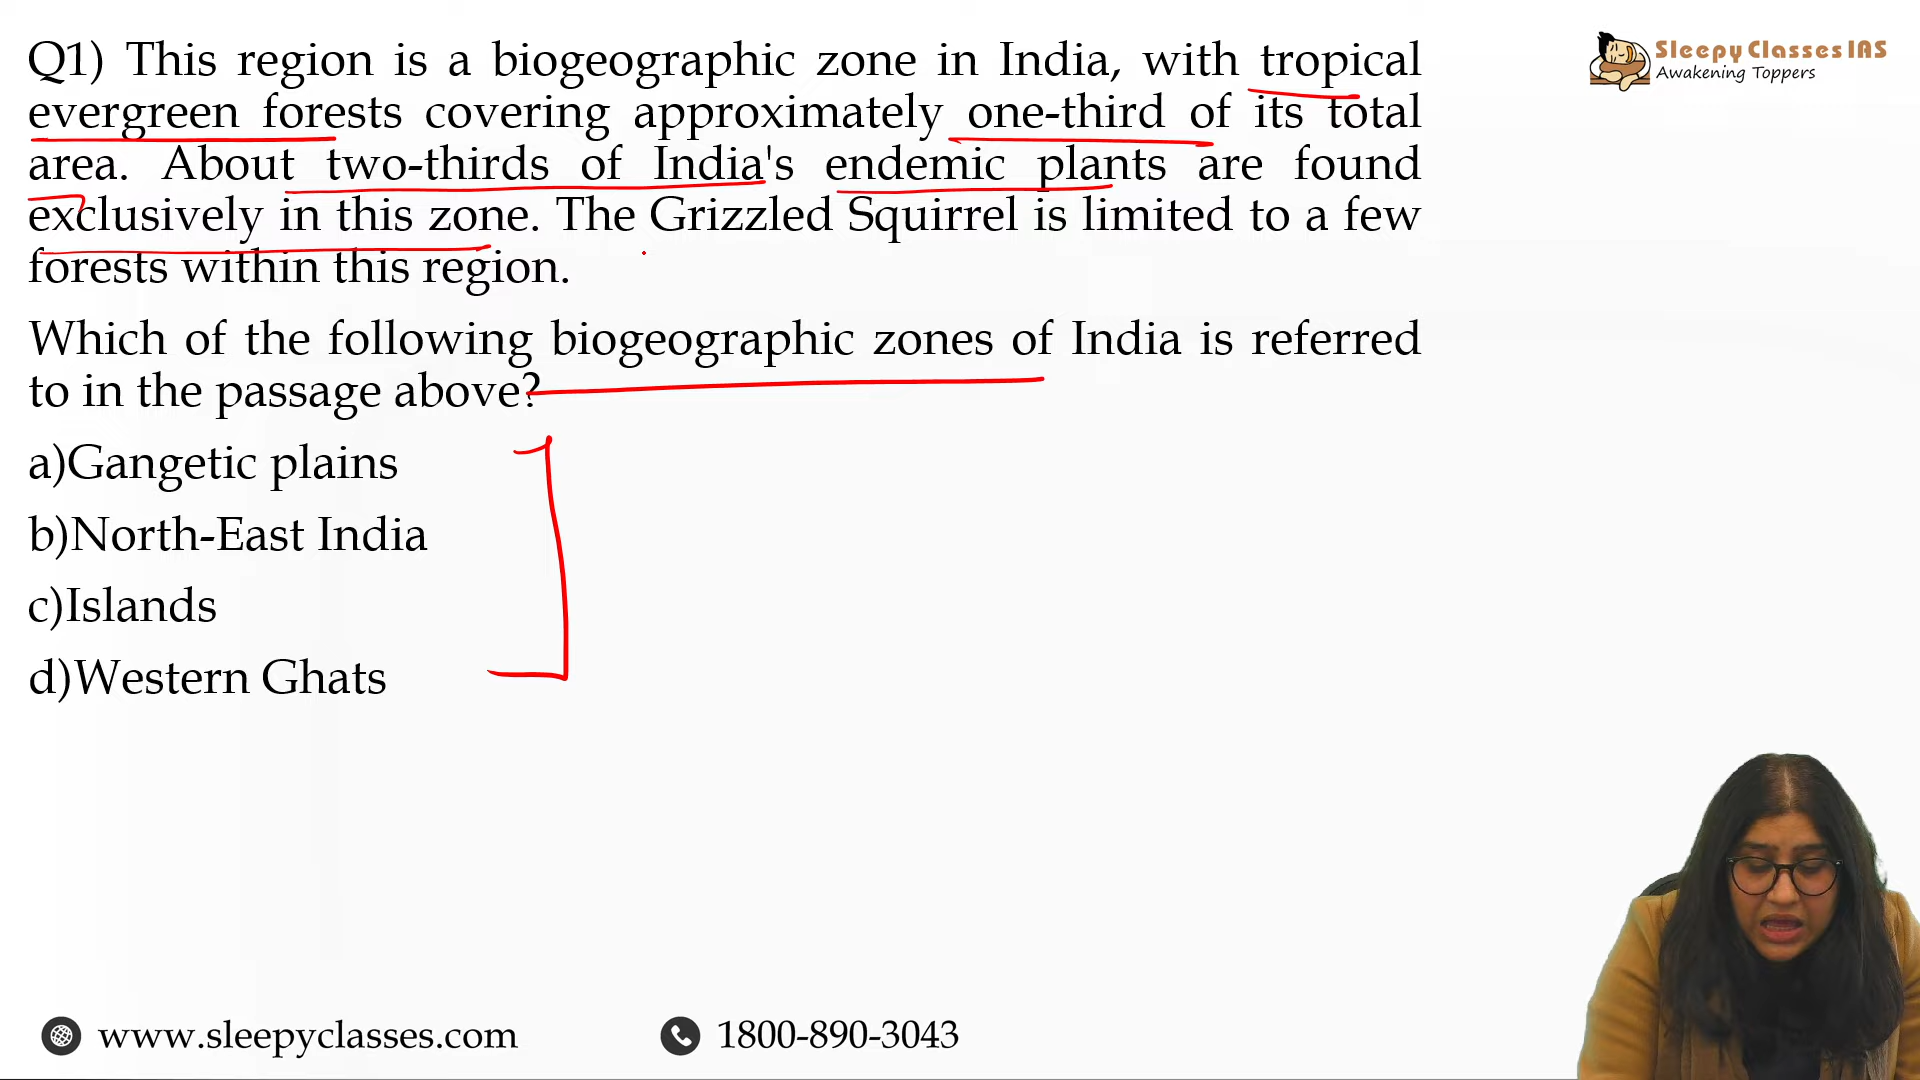 Q1) This region is a biogeographic zone in India, with tropical
evergreen forests covering approximately one-third of its total
area. About two-thirds of India's endemic plants are found
exclusively in this zone. The Grizzled Squirrel is limited to a few
forests within this region.
Which of the following biogeographic zones of India is referred
to in the passage above?
a)Gangetic plains
b)North-East India
c)Islands
d)Western Ghats
Sleepy Classes IAS
Awakening Toppers
www.sleepyclasses.com
1800-890-3043